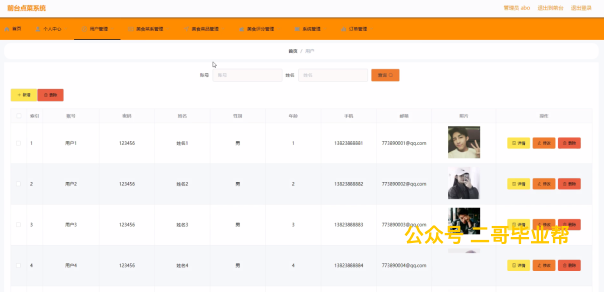 摇台点菜系统
管理员 abo 退出到前台 退出登录
首页 个人中心 用户管理 美食菜系管理 美食信息管理 美食评论管理 系统管理 订单管理
首页 / 用户
账号 账号 姓名 姓名 查询
+ 新增 删除
索引 账号 密码 姓名 性别 年龄 手机 邮箱 照片 操作
1 用户1 123456 姓名1 男 1 13823888881 773890001@qq.com 详情 修改 删除
2 用户2 123456 姓名2 男 2 13823888882 773890002@qq.com 详情 修改 删除
3 用户3 123456 姓名3 男 3 13823888883 773890003@qq.com 详情 修改 删除
4 用户4 123456 姓名4 男 4 13823888884 773890004@qq.com 详情 修改 删除
公众号 二哥毕业帮